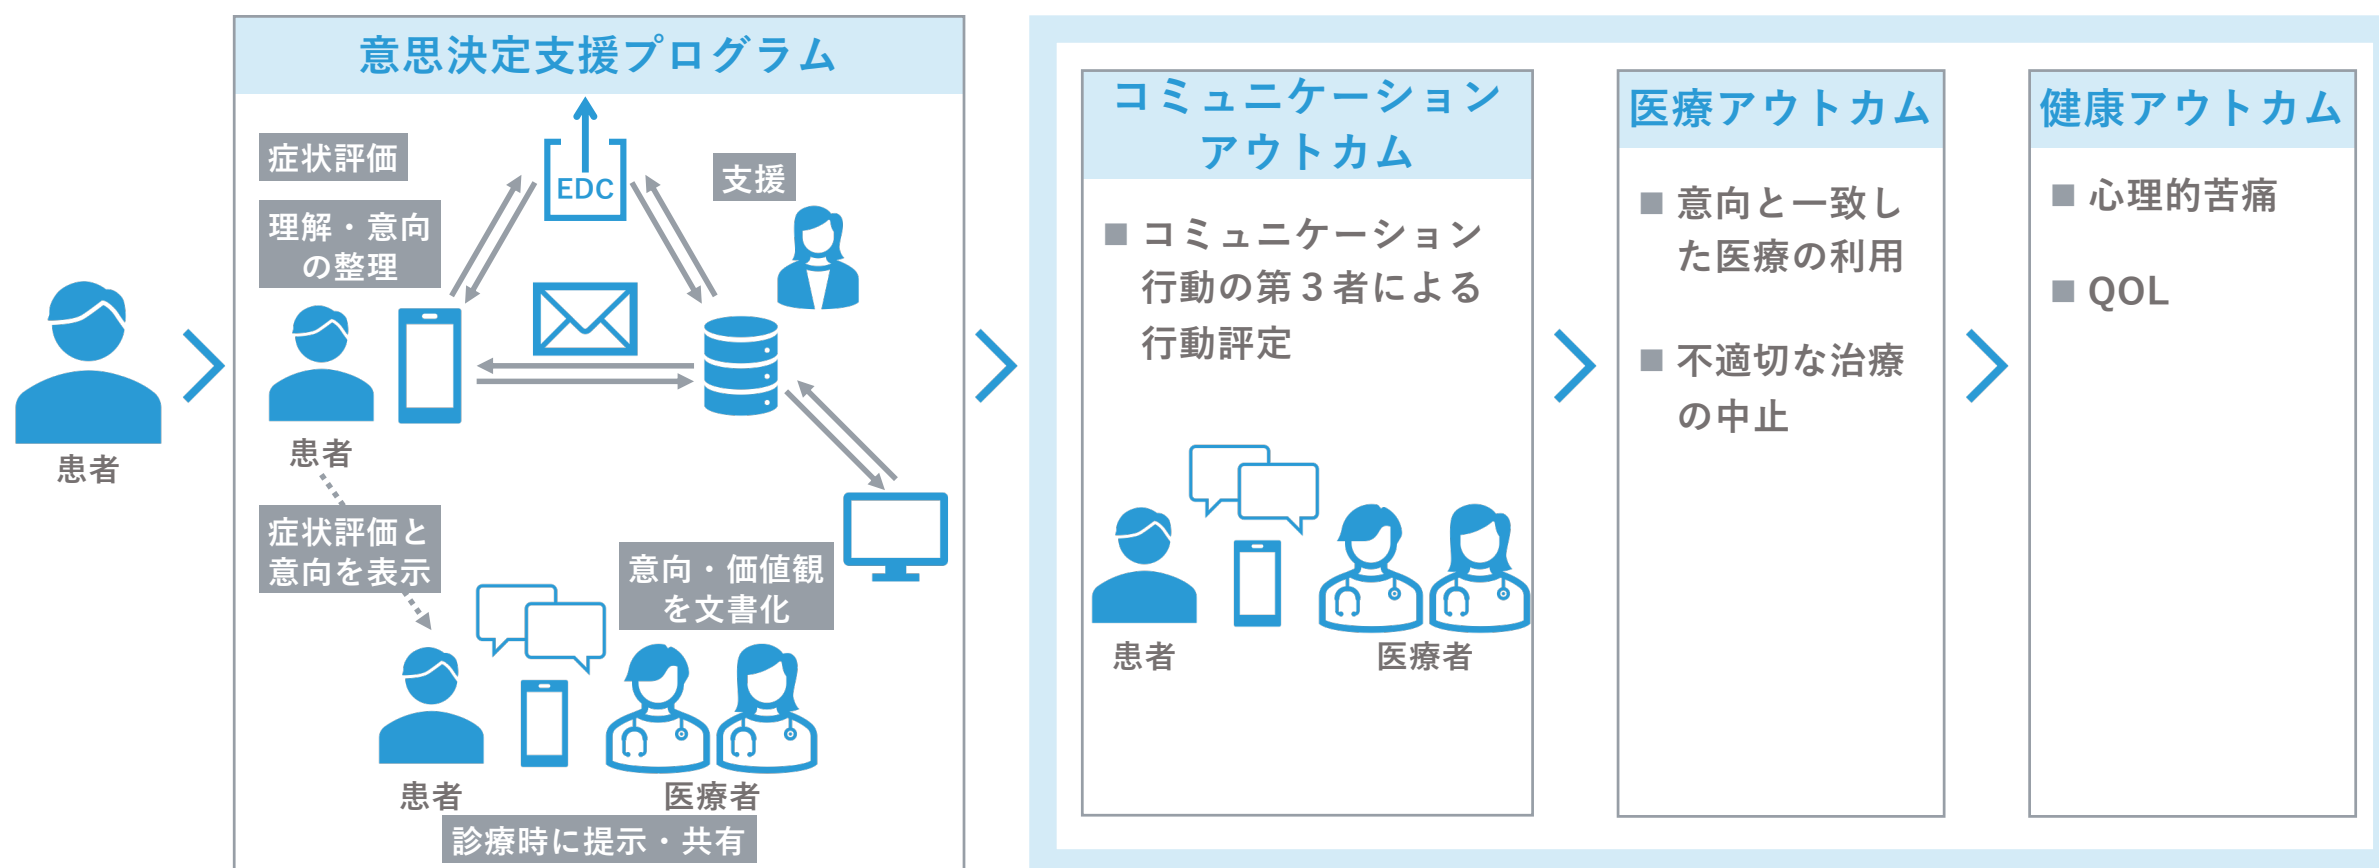 意思決定支援プログラム
症状評価
理解・意向
の整理
EDC
支援
患者
患者
症状評価と
意向を表示
意向・価値観
を文書化
患者
医療者
診療時に提示・共有
コミュニケーション
アウトカム
■ コミュニケーション
行動の第３者による
行動評定
患者
医療者
医療アウトカム
■ 意向と一致し
た医療の利用
■ 不適切な治療
の中止
健康アウトカム
■ 心理的苦痛
■ QOL